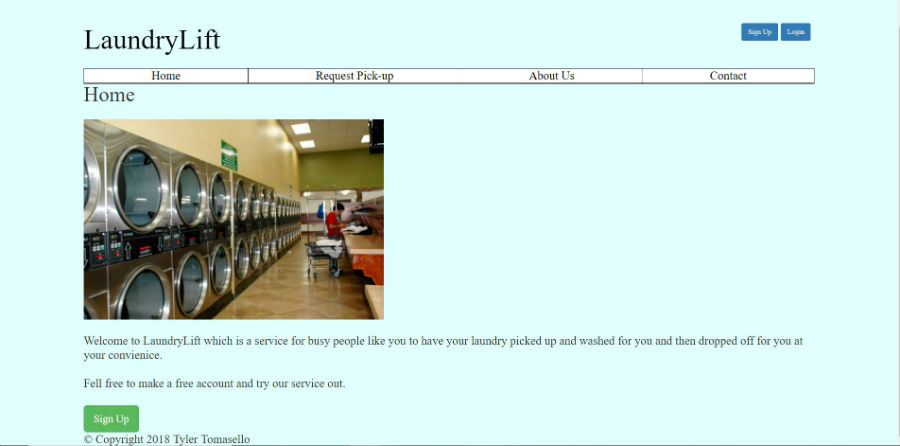 LaundryLift
Sign Up Login
Home Request Pick-up About Us Contact
Home
Welcome to LaundryLift which is a service for busy people like you to have your laundry picked up and washed for you and then dropped off for you at
your convienice.
Fell free to make a free account and try our service out.
Sign Up
© Copyright 2018 Tyler Tomasello